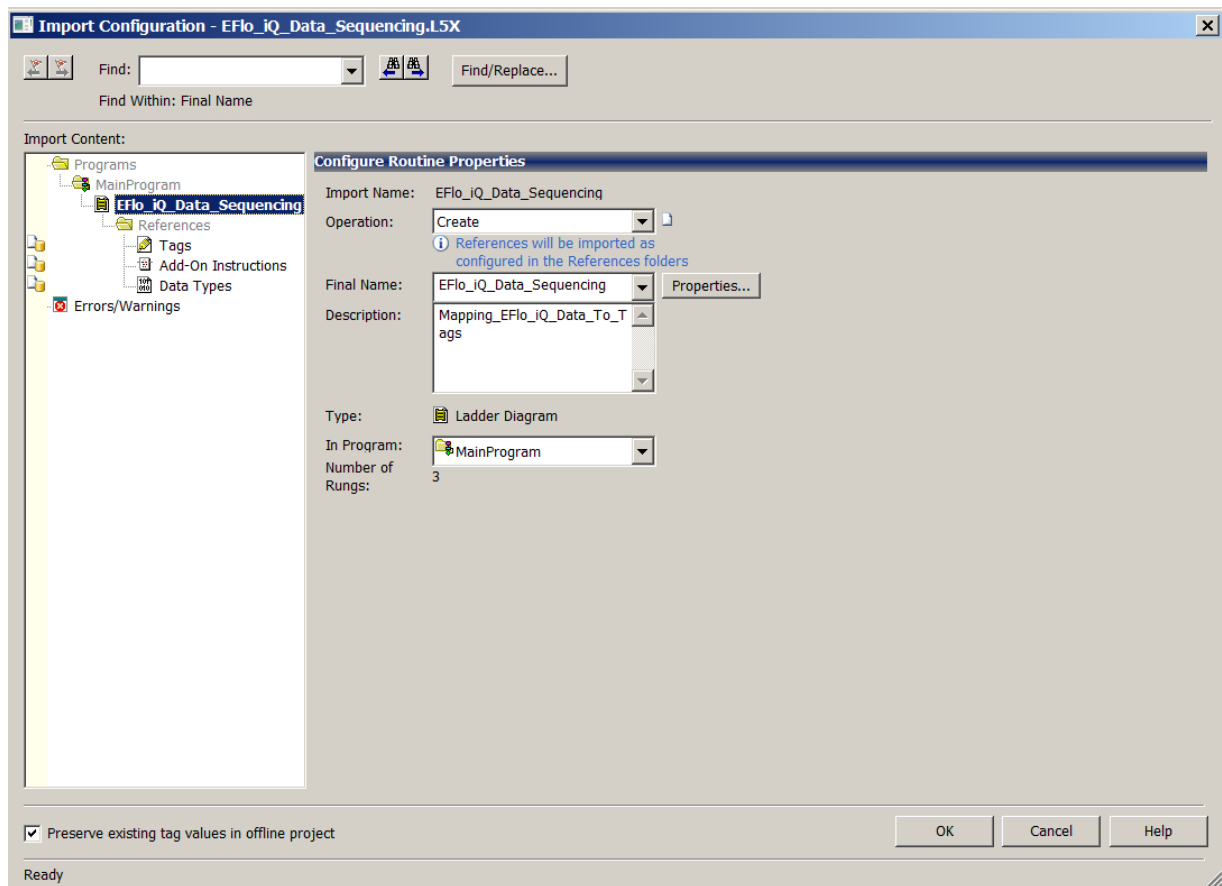 Import Configuration - EFlo_iQ_Data_Sequencing.L5X
Find:
Find/Replace...
Find Within: Final Name
Import Content:
Programs
MainProgram
EFlo_iQ_Data_Sequencing
References
Tags
Add-On Instructions
Data Types
Errors/Warnings
Configure Routine Properties
Import Name: EFlo_iQ_Data_Sequencing
Operation: Create
References will be imported as
configured in the References folders
Final Name: EFlo_iQ_Data_Sequencing Properties...
Description: Mapping_EFlo_iQ_Data_To_T
ags
Type: Ladder Diagram
In Program: MainProgram
Number of
Rungs: 3
Preserve existing tag values in offline project
OK Cancel Help
Ready